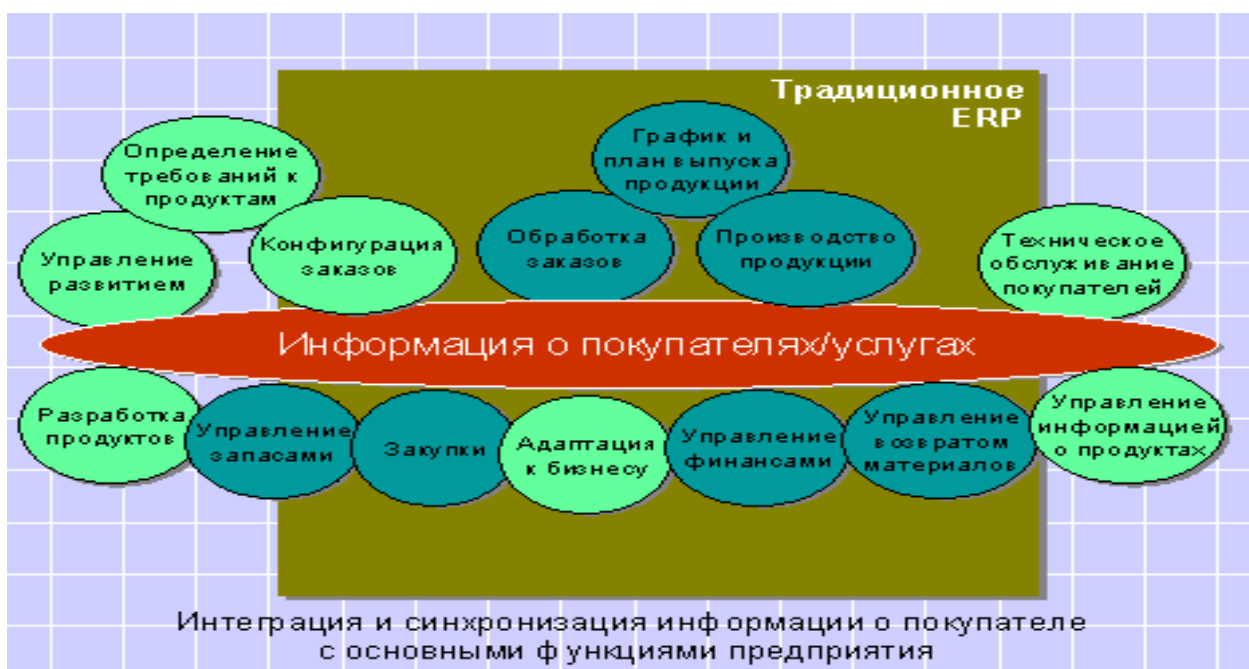 Традиционное
ERP
График и
план выпуска
продукции
Определение
требований к
продуктам
Конфигурация
заказов
Обработка
заказов
Производство
продукции
Техническое
обслуживание
покупателей
Управление
развитием
Информация о покупателях/услугах
Разработка
продуктов
Управление
запасами
Закупки
Адаптация
к бизнесу
Управление
финансами
Управление
возвратом
материалов
Управление
информацией
о продуктах
Интеграция и синхронизация информации о покупателе
с основными функциями предприятия